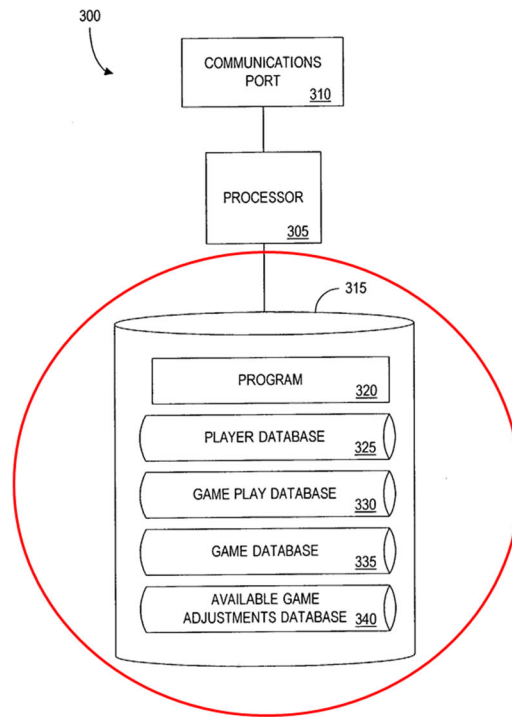 300
COMMUNICATIONS
PORT
310
PROCESSOR
305
315
PROGRAM
320
PLAYER DATABASE
325
GAME PLAY DATABASE
330
GAME DATABASE
335
AVAILABLE GAME
ADJUSTMENTS DATABASE
340